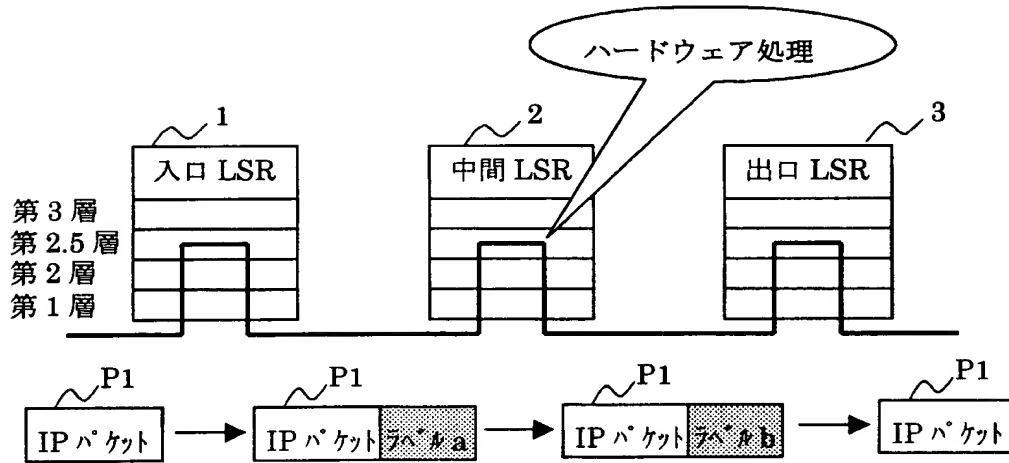 ハードウェア処理
1
2
3
入口 LSR
中間 LSR
出口 LSR
第 3 層
第 2.5 層
第 2 層
第 1 層
P1
P1
P1
P1
IP パケット
IP パケット
ラベル a
IP パケット
ラベル b
IP パケット